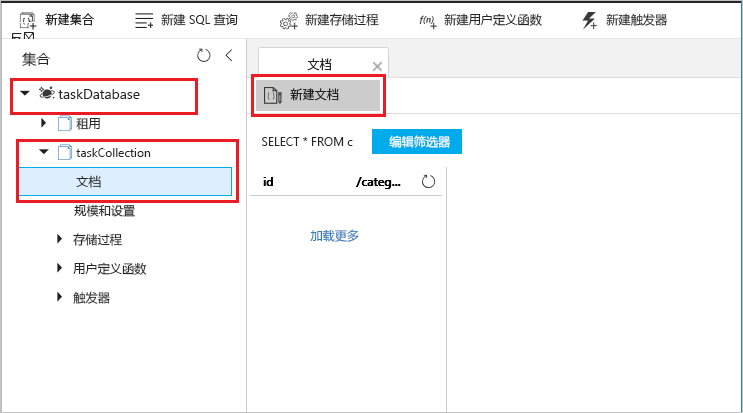 新建集合 新建 SQL 查询 新建存储过程 f(n) 新建用户定义函数 新建触发器
集合
taskDatabase
租用
taskCollection
文档
规模和设置
存储过程
用户定义函数
触发器
文档
新建文档
SELECT * FROM c 编辑筛选器
id /categ...
加载更多